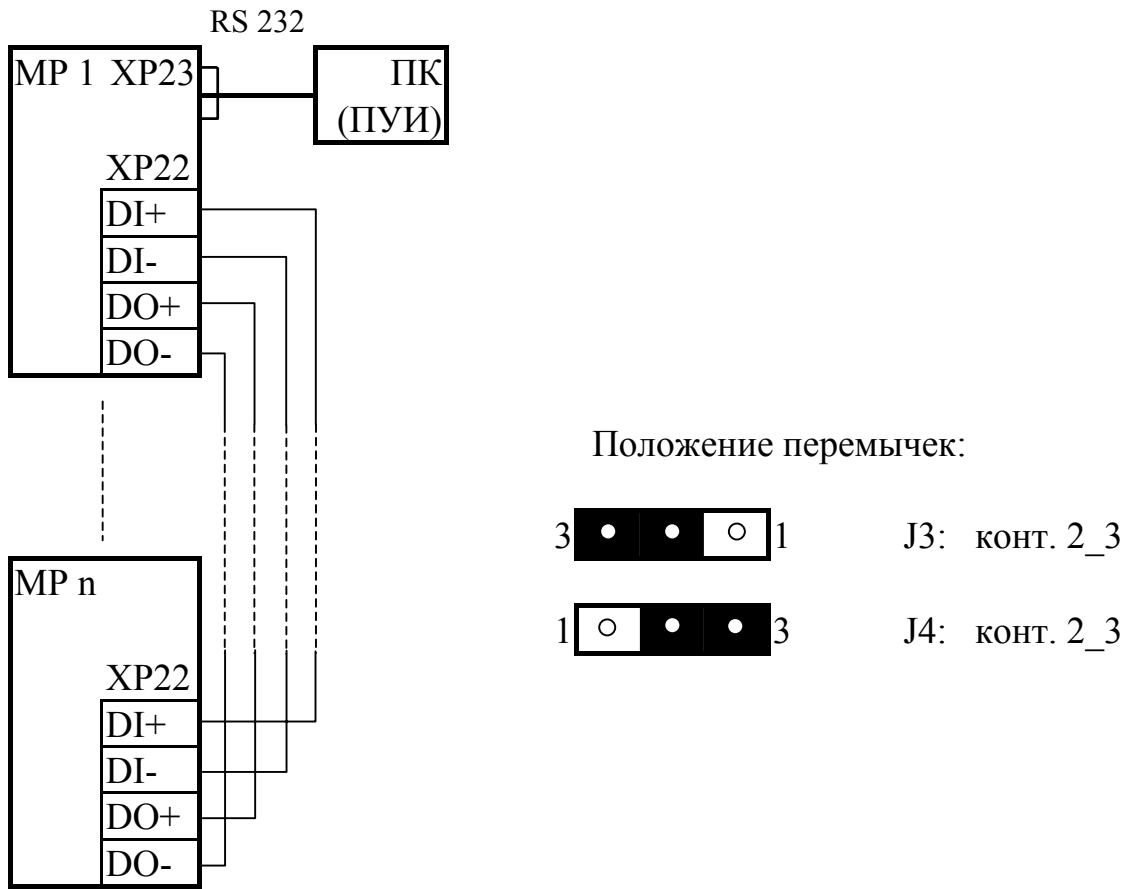 RS 232
МР 1 ХР23
ПК
(ПУИ)
ХР22
DI+
DI-
DO+
DO-
Положение перемычек:
3 1 J3: конт. 2_3
1 3 J4: конт. 2_3
МР n
ХР22
DI+
DI-
DO+
DO-